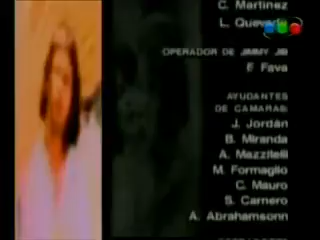 C. Martinez
L. Quevedo
OPERADOR DE JIMMY JIB
F. Fava
AYUDANTES
DE CAMARAS:
J. Jordán
B. Miranda
A. Mazzitelli
M. Formaglio
C. Mauro
S. Carnero
A. Abrahamsonn